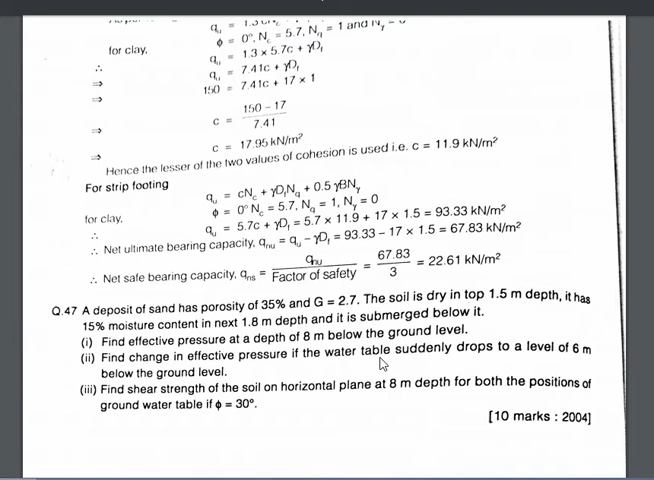 φ = 0°, N_c = 5.7, N_q = 1 and N_γ = 0
for clay, q_u = 1.3 × 5.7c + γD_f
∴ q_u = 7.41c + γD_f
⇒ 150 = 7.41c + 17 × 1
⇒ c = (150 – 17)/7.41
⇒ c = 17.95 kN/m²
⇒ Hence the lesser of the two values of cohesion is used i.e. c = 11.9 kN/m²
For strip footing
q_u = cN_c + γD_fN_q + 0.5 γBN_γ
for clay, φ = 0° N_c = 5.7, N_q = 1, N_γ = 0
∴ q_u = 5.7c + γD_f = 5.7 × 11.9 + 17 × 1.5 = 93.33 kN/m²
∴ Net ultimate bearing capacity, q_nu = q_u – γD_f = 93.33 – 17 × 1.5 = 67.83 kN/m²
∴ Net safe bearing capacity, q_ns = q_nu/Factor of safety = 67.83/3 = 22.61 kN/m²
Q.47 A deposit of sand has porosity of 35% and G = 2.7. The soil is dry in top 1.5 m depth, it has
15% moisture content in next 1.8 m depth and it is submerged below it.
(i) Find effective pressure at a depth of 8 m below the ground level.
(ii) Find change in effective pressure if the water table suddenly drops to a level of 6 m
below the ground level.
(iii) Find shear strength of the soil on horizontal plane at 8 m depth for both the positions of
ground water table if φ = 30°.
[10 marks : 2004]